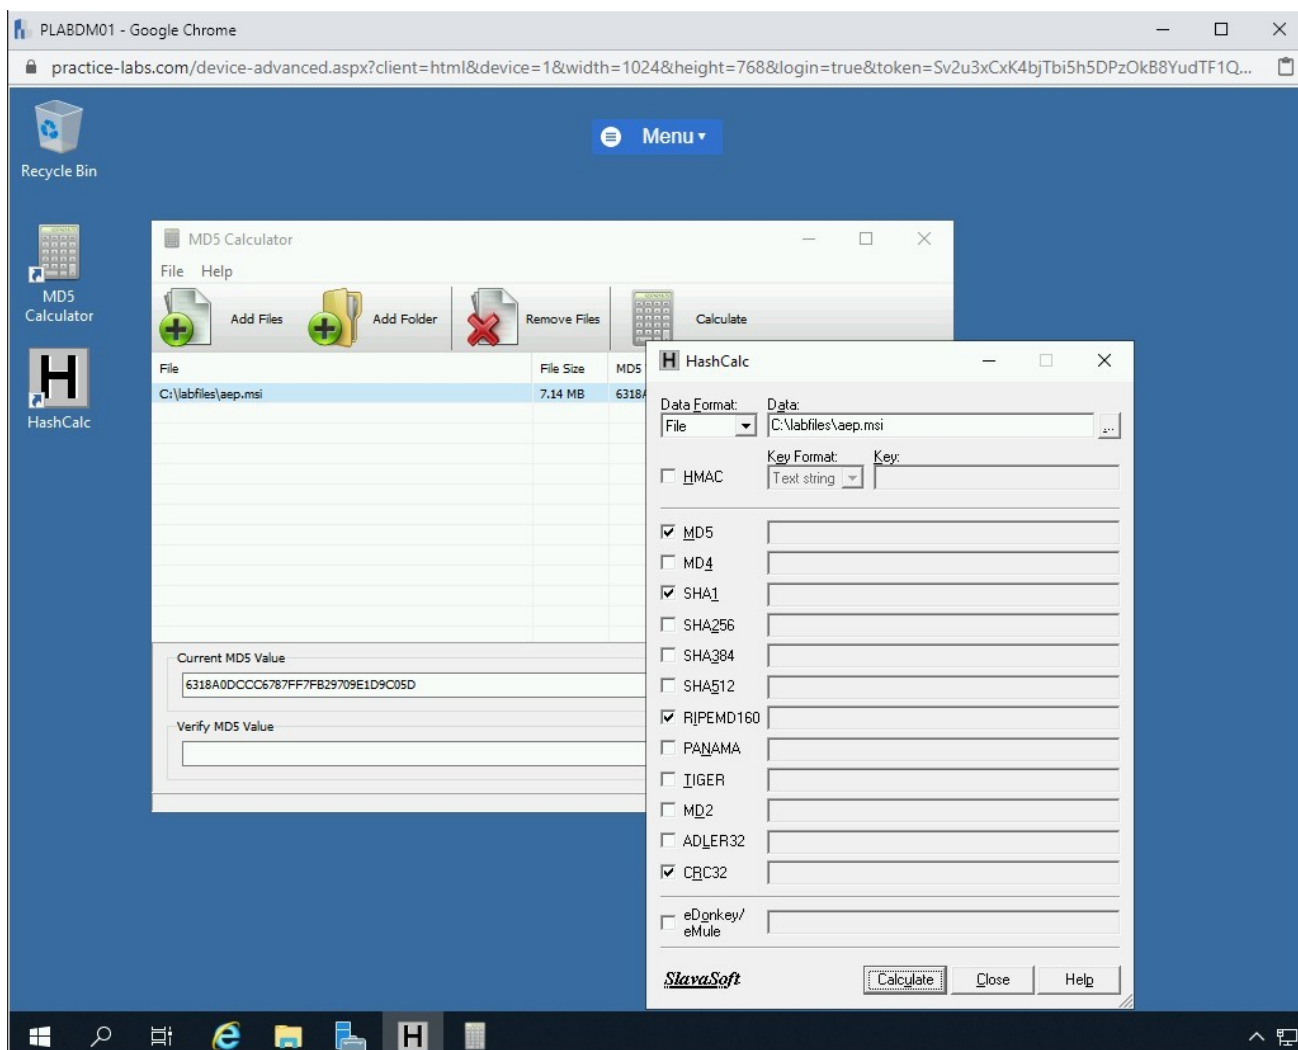 PLABDM01 - Google Chrome
practice-labs.com/device-advanced.aspx?client=html&device=1&width=1024&height=768&login=true&token=Sv2u3xCxK4bjTbi5h5DPzOkB8YudTF1Q...
Recycle Bin
Menu
MD5
Calculator
HashCalc
MD5 Calculator
File Help
Add Files Add Folder Remove Files Calculate
File File Size MD5
C:\labfiles\aep.msi 7.14 MB 6318A
Current MD5 Value
6318A0DCCC6787FF7FB29709E1D9C05D
Verify MD5 Value
H HashCalc
Data Format: Data:
File C:\labfiles\aep.msi ...
Key Format: Key:
HMAC Text string
MD5
MD4
SHA1
SHA256
SHA384
SHA512
RIPEMD160
PANAMA
TIGER
MD2
ADLER32
CRC32
eDonkey/
eMule
SlavaSoft Calculate Close Help